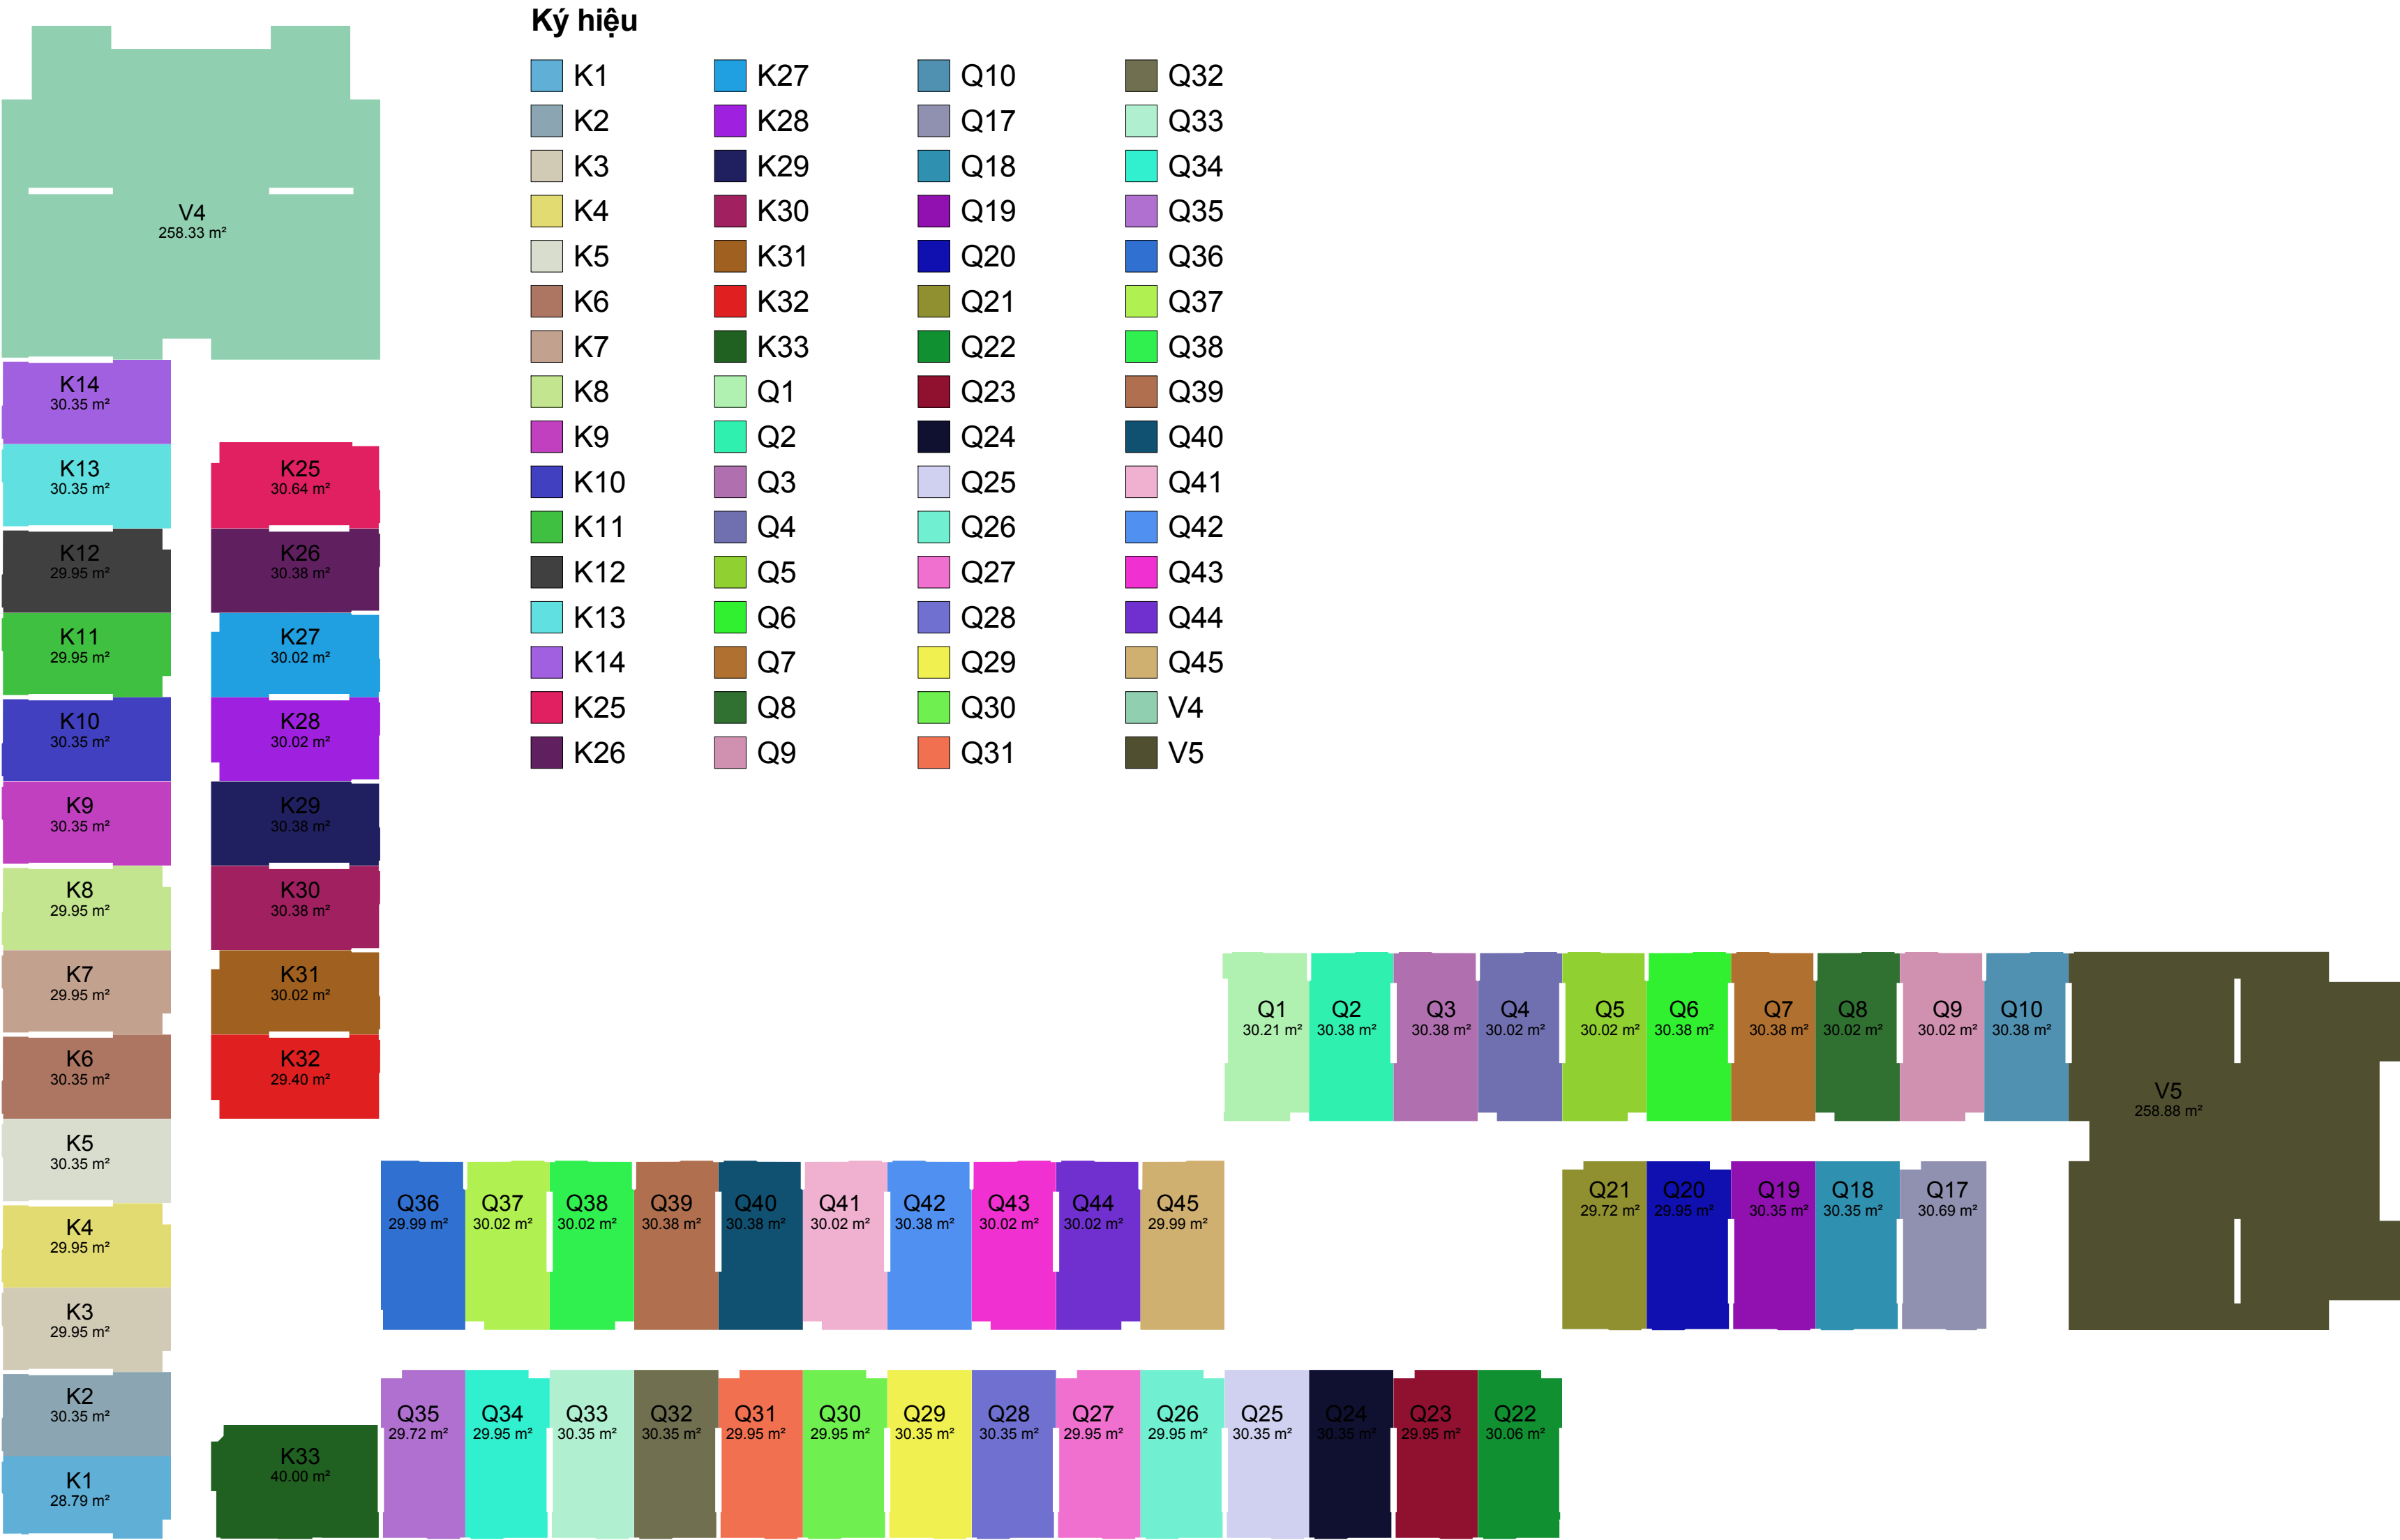 Ký hiệu
K1
K2
K3
K4
K5
K6
K7
K8
K9
K10
K11
K12
K13
K14
K25
K26
K27
K28
K29
K30
K31
K32
K33
Q1
Q2
Q3
Q4
Q5
Q6
Q7
Q8
Q9
Q10
Q17
Q18
Q19
Q20
Q21
Q22
Q23
Q24
Q25
Q26
Q27
Q28
Q29
Q30
Q31
Q32
Q33
Q34
Q35
Q36
Q37
Q38
Q39
Q40
Q41
Q42
Q43
Q44
Q45
V4
V5
V4
258.33 m²
K14
30.35 m²
K13
30.35 m²
K12
29.95 m²
K11
29.95 m²
K10
30.35 m²
K9
30.35 m²
K8
29.95 m²
K7
29.95 m²
K6
30.35 m²
K5
30.35 m²
K4
29.95 m²
K3
29.95 m²
K2
30.35 m²
K1
28.79 m²
K25
30.64 m²
K26
30.38 m²
K27
30.02 m²
K28
30.02 m²
K29
30.38 m²
K30
30.38 m²
K31
30.02 m²
K32
29.40 m²
K33
40.00 m²
Q1
30.21 m²
Q2
30.38 m²
Q3
30.38 m²
Q4
30.02 m²
Q5
30.02 m²
Q6
30.38 m²
Q7
30.38 m²
Q8
30.02 m²
Q9
30.02 m²
Q10
30.38 m²
V5
258.88 m²
Q36
29.99 m²
Q37
30.02 m²
Q38
30.02 m²
Q39
30.38 m²
Q40
30.38 m²
Q41
30.02 m²
Q42
30.38 m²
Q43
30.02 m²
Q44
30.02 m²
Q45
29.99 m²
Q21
29.72 m²
Q20
29.95 m²
Q19
30.35 m²
Q18
30.35 m²
Q17
30.69 m²
Q35
29.72 m²
Q34
29.95 m²
Q33
30.35 m²
Q32
30.35 m²
Q31
29.95 m²
Q30
29.95 m²
Q29
30.35 m²
Q28
30.35 m²
Q27
29.95 m²
Q26
29.95 m²
Q25
30.35 m²
Q24
30.35 m²
Q23
29.95 m²
Q22
30.06 m²